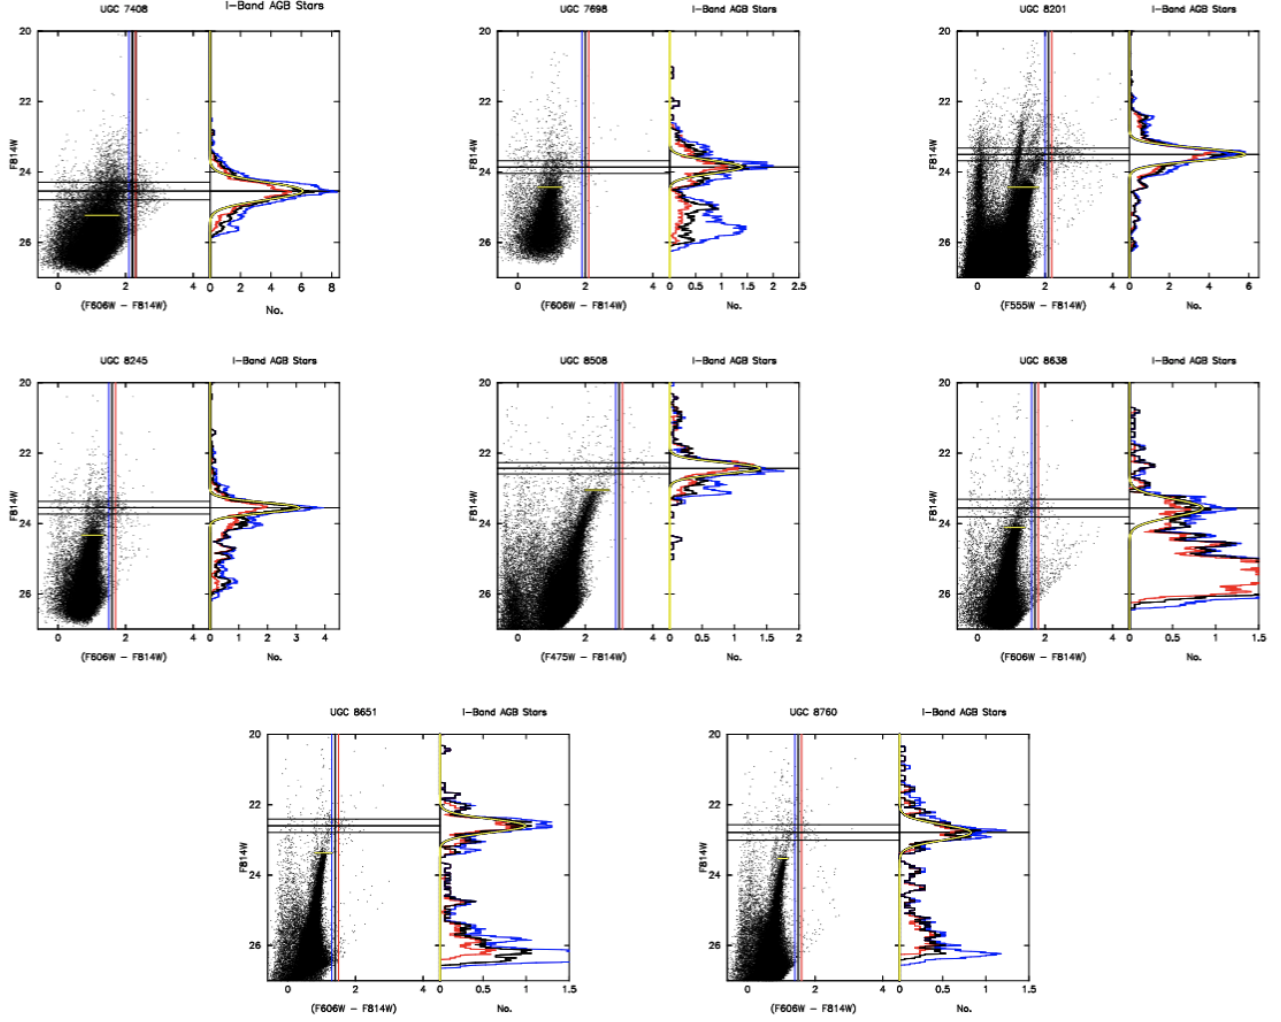 UGC 7408 I-Band AGB Stars UGC 7698 I-Band AGB Stars UGC 8201 I-Band AGB Stars
20 20 20
22 22 22
F814W F814W F814W
24 24 24
26 26 26
0 2 4 0 2 4 6 8 0 2 4 0 0.5 1 1.5 2 2.5 0 2 4 0 2 4 6
(F606W - F814W) No. (F606W - F814W) No. (F555W - F814W) No.
UGC 8245 I-Band AGB Stars UGC 8508 I-Band AGB Stars UGC 8638 I-Band AGB Stars
20 20 20
22 22 22
F814W F814W F814W
24 24 24
26 26 26
0 2 4 0 1 2 3 4 0 2 4 0 0.5 1 1.5 2 0 2 4 0 0.5 1 1.5
(F606W - F814W) No. (F475W - F814W) No. (F606W - F814W) No.
UGC 8651 I-Band AGB Stars UGC 8760 I-Band AGB Stars
20 20
22 22
F814W F814W
24 24
26 26
0 2 4 0 0.5 1 1.5 0 2 4 0 0.5 1 1.5
(F606W - F814W) No. (F606W - F814W) No.